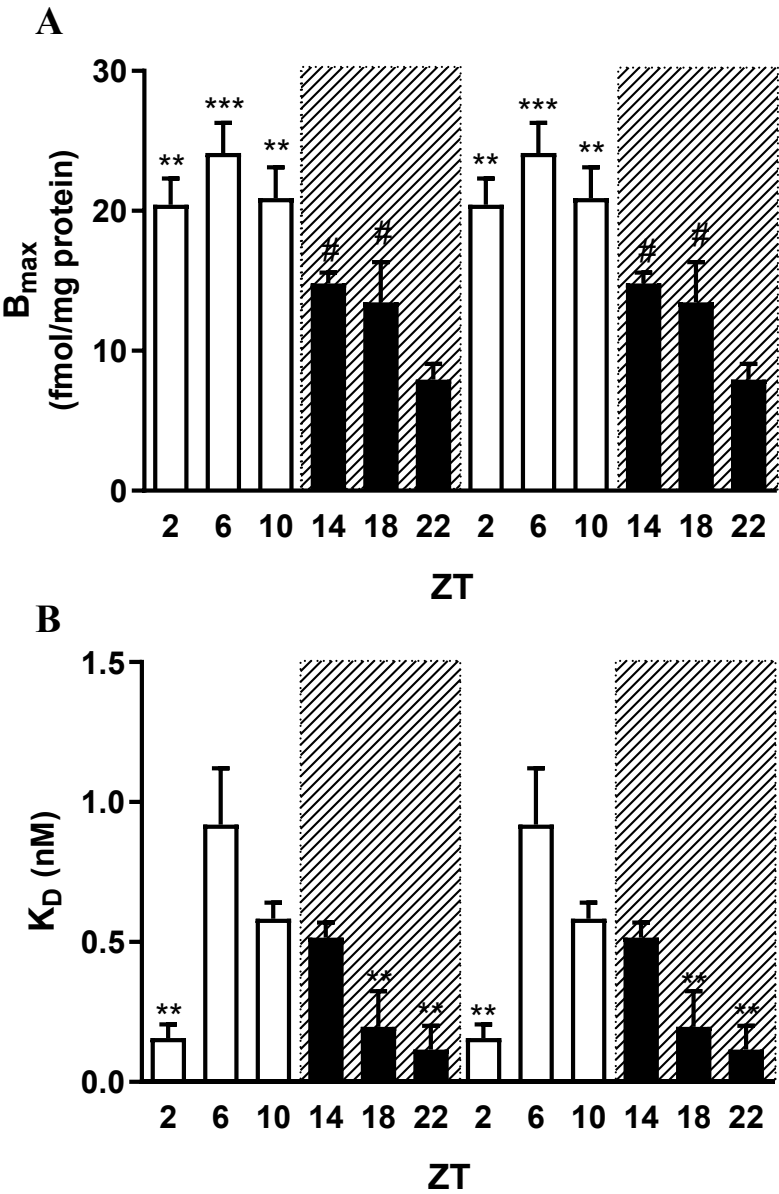 A
B_max
(fmol/mg protein)
30
20
10
0
** *** ** # # ** *** ** # #
2 6 10 14 18 22 2 6 10 14 18 22
ZT
B
K_D (nM)
1.5
1.0
0.5
0.0
** ** ** ** ** **
2 6 10 14 18 22 2 6 10 14 18 22
ZT